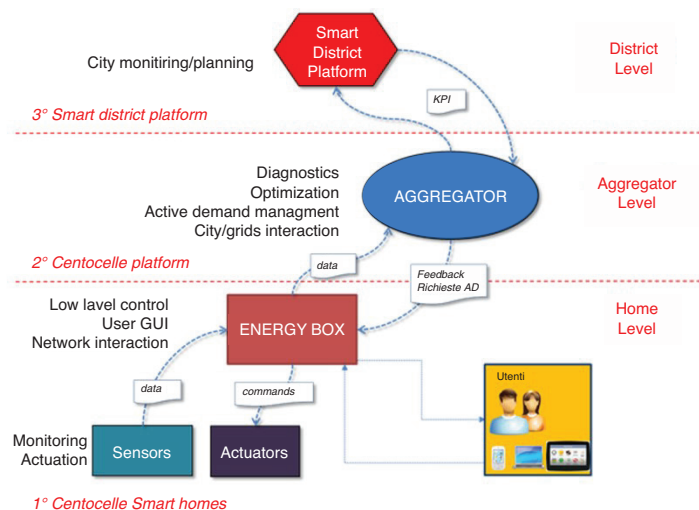 Smart
District
Platform
City monitiring/planning
District
Level
KPI
3° Smart district platform
Diagnostics
Optimization
Active demand managment
City/grids interaction
AGGREGATOR
Aggregator
Level
2° Centocelle platform
data
Feedback
Richieste AD
Low lavel control
User GUI
Network interaction
ENERGY BOX
Home
Level
data
commands
Utenti
Monitoring
Actuation
Sensors
Actuators
1° Centocelle Smart homes